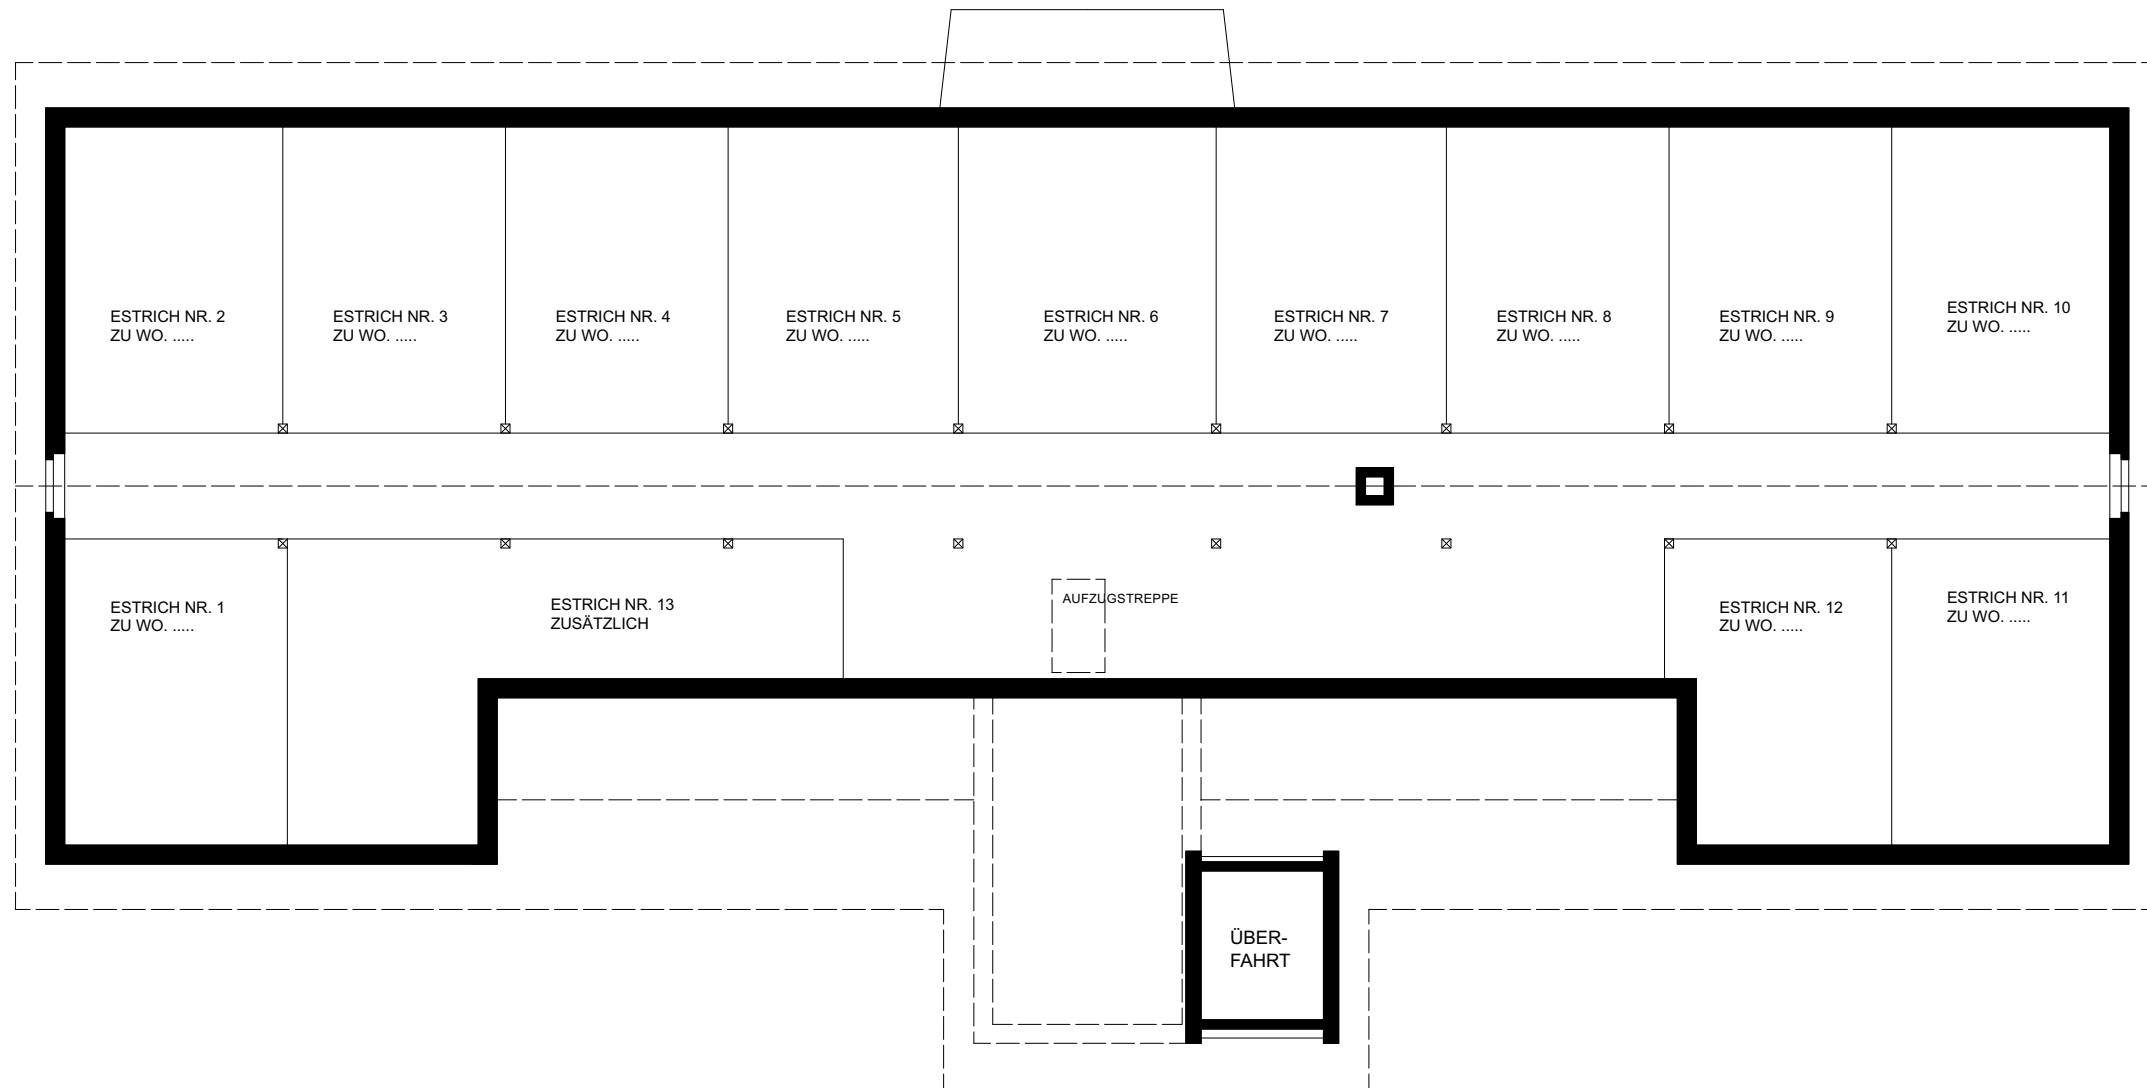 ESTRICH NR. 2
ZU WO. .....
ESTRICH NR. 3
ZU WO. .....
ESTRICH NR. 4
ZU WO. .....
ESTRICH NR. 5
ZU WO. .....
ESTRICH NR. 6
ZU WO. .....
ESTRICH NR. 7
ZU WO. .....
ESTRICH NR. 8
ZU WO. .....
ESTRICH NR. 9
ZU WO. .....
ESTRICH NR. 10
ZU WO. .....
ESTRICH NR. 1
ZU WO. .....
ESTRICH NR. 13
ZUSÄTZLICH
AUFZUGSTREPPE
ESTRICH NR. 12
ZU WO. .....
ESTRICH NR. 11
ZU WO. .....
ÜBER-
FAHRT